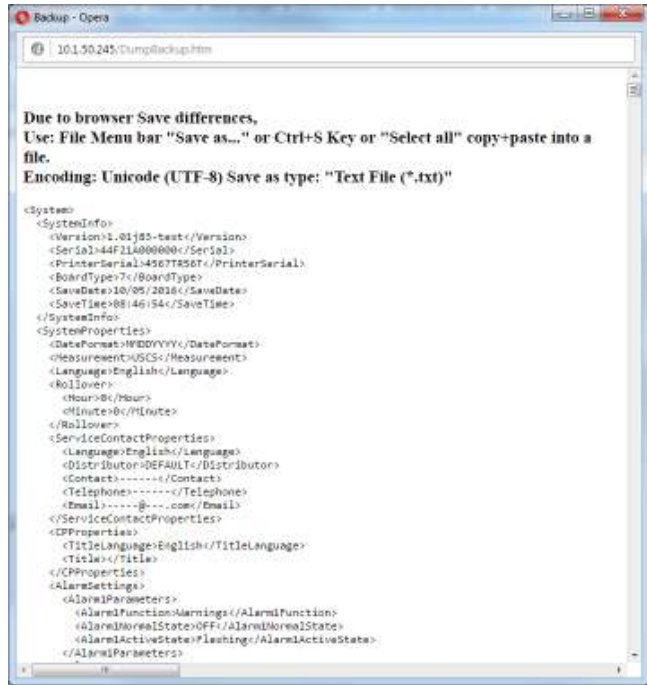 Backup - Opera
10.1.50.245/DumpBackup.htm
Due to browser Save differences,
Use: File Menu bar "Save as..." or Ctrl+S Key or "Select all" copy+paste into a
file.
Encoding: Unicode (UTF-8) Save as type: "Text File (*.txt)"
<System>
<SystemInfo>
<Version>1.01j85-test</Version>
<Serial>44F21A000000</Serial>
<PrinterSerial>4567TRS6T</PrinterSerial>
<BoardType>7</BoardType>
<SaveDate>10/05/2016</SaveDate>
<SaveTime>08:46:54</SaveTime>
</SystemInfo>
<SystemProperties>
<DateFormat>MMDDYYYY</DateFormat>
<Measurement>USCS</Measurement>
<Language>English</Language>
<Rollover>
<Hour>0</Hour>
<Minute>0</Minute>
</Rollover>
<ServiceContactProperties>
<Language>English</Language>
<Distributor>DEFAULT</Distributor>
<Contact>------</Contact>
<Telephone>------</Telephone>
<Email>-----@---.com</Email>
</ServiceContactProperties>
<CPProperties>
<TitleLanguage>English</TitleLanguage>
<Title></Title>
</CPProperties>
<AlarmSettings>
<Alarm1Parameters>
<Alarm1Function>Warnings</Alarm1Function>
<Alarm1NormalState>OFF</Alarm1NormalState>
<Alarm1ActiveState>Flashing</Alarm1ActiveState>
</Alarm1Parameters>